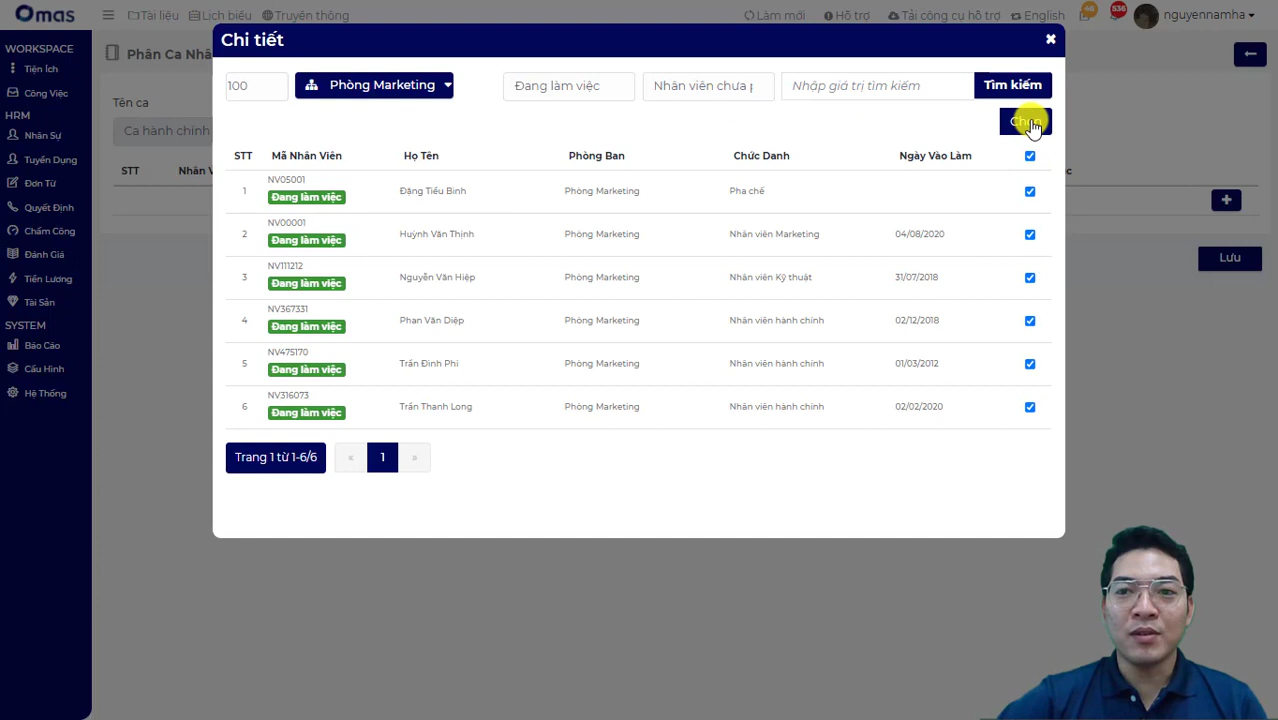 Omas
Tài liệu Lịch biểu Truyền thông Làm mới Hỗ trợ Tải công cụ hỗ trợ English 46 536 nguyennamha
WORKSPACE
Tiện Ích
Công Việc
HRM
Nhân Sự
Tuyển Dụng
Đơn Từ
Quyết Định
Chấm Công
Đánh Giá
Tiền Lương
Tài Sản
SYSTEM
Báo Cáo
Cấu Hình
Hệ Thống
Phân Ca Nhâ
Tên ca
Ca hành chính
STT Nhân V
Lưu
Chi tiết
100 Phòng Marketing Đang làm việc Nhân viên chưa Nhập giá trị tìm kiếm Tìm kiếm
Chọn
STT Mã Nhân Viên Họ Tên Phòng Ban Chức Danh Ngày Vào Làm
1 NV05001 Đặng Tiểu Bình Phòng Marketing Pha chế
Đang làm việc
2 NV00001 Huỳnh Văn Thịnh Phòng Marketing Nhân viên Marketing 04/08/2020
Đang làm việc
3 NV111212 Nguyễn Văn Hiệp Phòng Marketing Nhân viên Kỹ thuật 31/07/2018
Đang làm việc
4 NV367331 Phan Văn Diệp Phòng Marketing Nhân viên hành chính 02/12/2018
Đang làm việc
5 NV475170 Trần Đình Phi Phòng Marketing Nhân viên hành chính 01/03/2012
Đang làm việc
6 NV316073 Trần Thanh Long Phòng Marketing Nhân viên hành chính 02/02/2020
Đang làm việc
Trang 1 từ 1-6/6 « 1 »